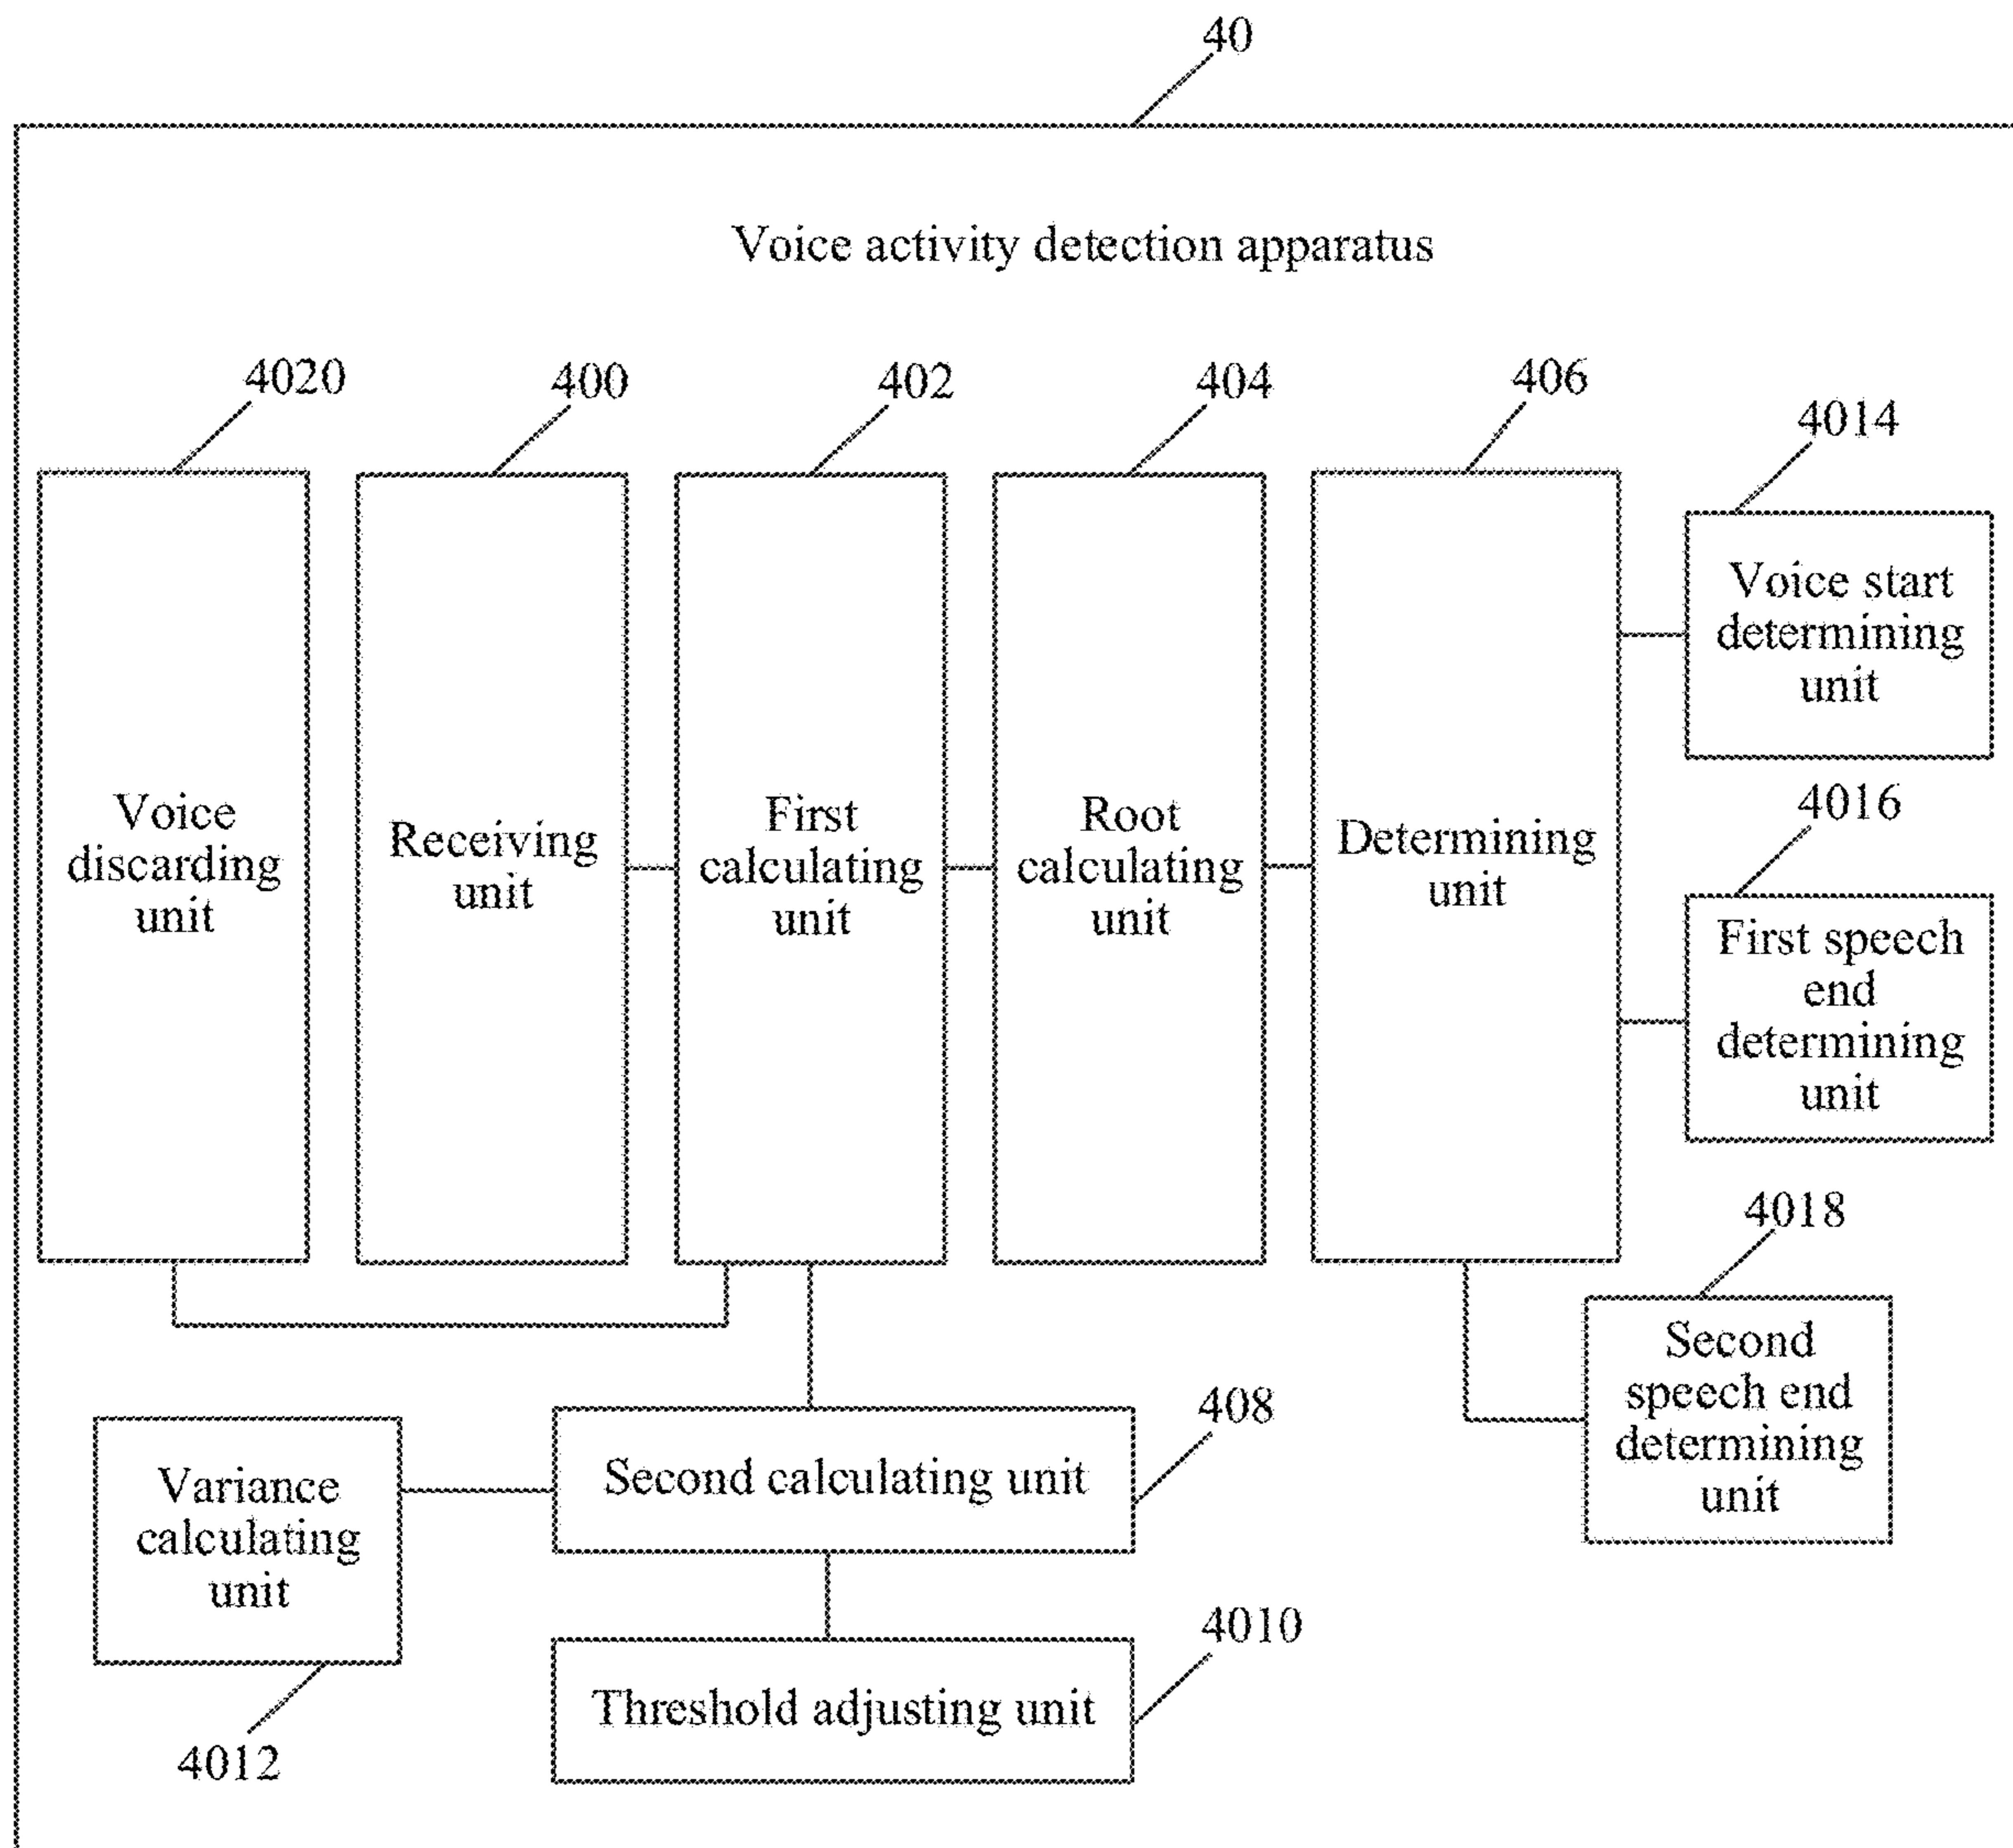 40
Voice activity detection apparatus
4020
400
402
404
406
4014
Voice
discarding
unit
Receiving
unit
First
calculating
unit
Root
calculating
unit
Determining
unit
Voice start
determining
unit
4016
First speech
end
determining
unit
4018
Second
speech end
determining
unit
408
Second calculating unit
Variance
calculating
unit
4010
Threshold adjusting unit
4012